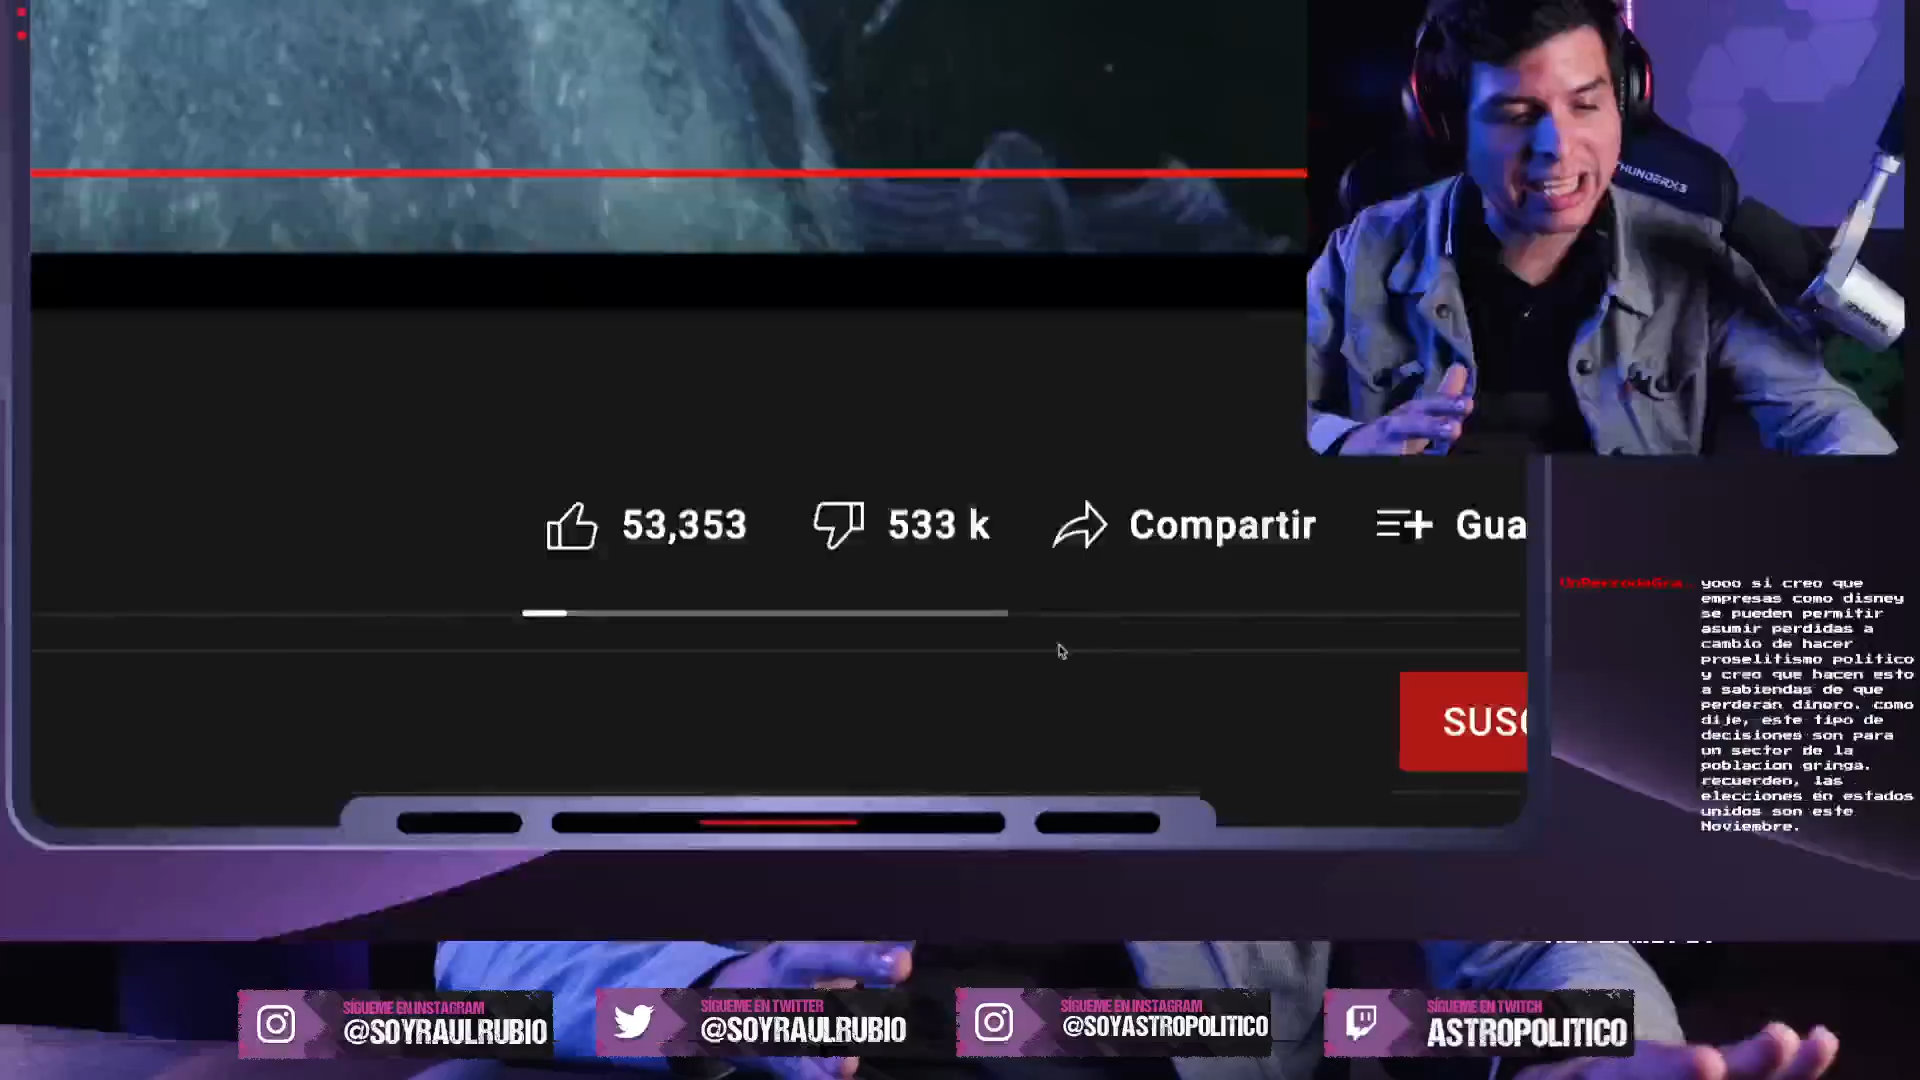 THUNDERX3
53,353
533 k
Compartir
Gua
SUSC
yooo si creo que
empresas como disney
se pueden permitir
asumir perdidas a
cambio de hacer
proselitismo politico
y creo que hacen esto
a sabiendas de que
perderan dinero. como
dije, este tipo de
decisiones son para
un sector de la
poblacion gringa.
recuerden, las
elecciones en estados
unidos son este
Noviembre.
SÍGUEME EN INSTAGRAM
@SOYRAULRUBIO
SÍGUEME EN TWITTER
@SOYRAULRUBIO
SÍGUEME EN INSTAGRAM
@SOYASTROPOLITICO
SÍGUEME EN TWITCH
ASTROPOLITICO